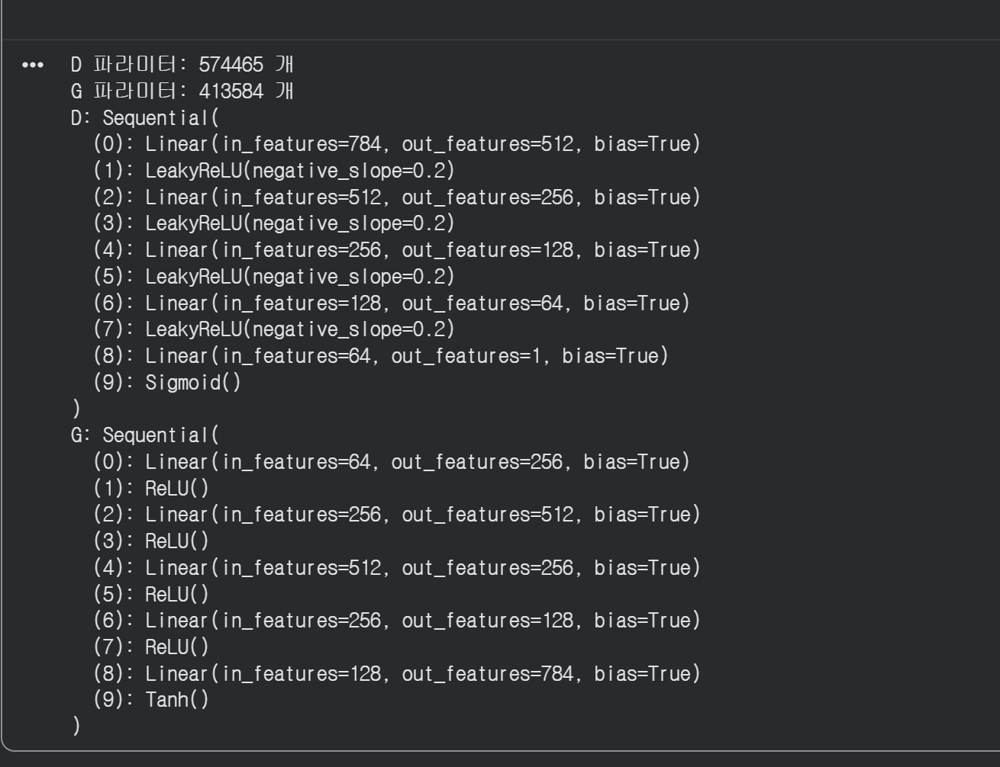 D 파라미터: 574465 개
G 파라미터: 413584 개
D: Sequential(
  (0): Linear(in_features=784, out_features=512, bias=True)
  (1): LeakyReLU(negative_slope=0.2)
  (2): Linear(in_features=512, out_features=256, bias=True)
  (3): LeakyReLU(negative_slope=0.2)
  (4): Linear(in_features=256, out_features=128, bias=True)
  (5): LeakyReLU(negative_slope=0.2)
  (6): Linear(in_features=128, out_features=64, bias=True)
  (7): LeakyReLU(negative_slope=0.2)
  (8): Linear(in_features=64, out_features=1, bias=True)
  (9): Sigmoid()
)
G: Sequential(
  (0): Linear(in_features=64, out_features=256, bias=True)
  (1): ReLU()
  (2): Linear(in_features=256, out_features=512, bias=True)
  (3): ReLU()
  (4): Linear(in_features=512, out_features=256, bias=True)
  (5): ReLU()
  (6): Linear(in_features=256, out_features=128, bias=True)
  (7): ReLU()
  (8): Linear(in_features=128, out_features=784, bias=True)
  (9): Tanh()
)